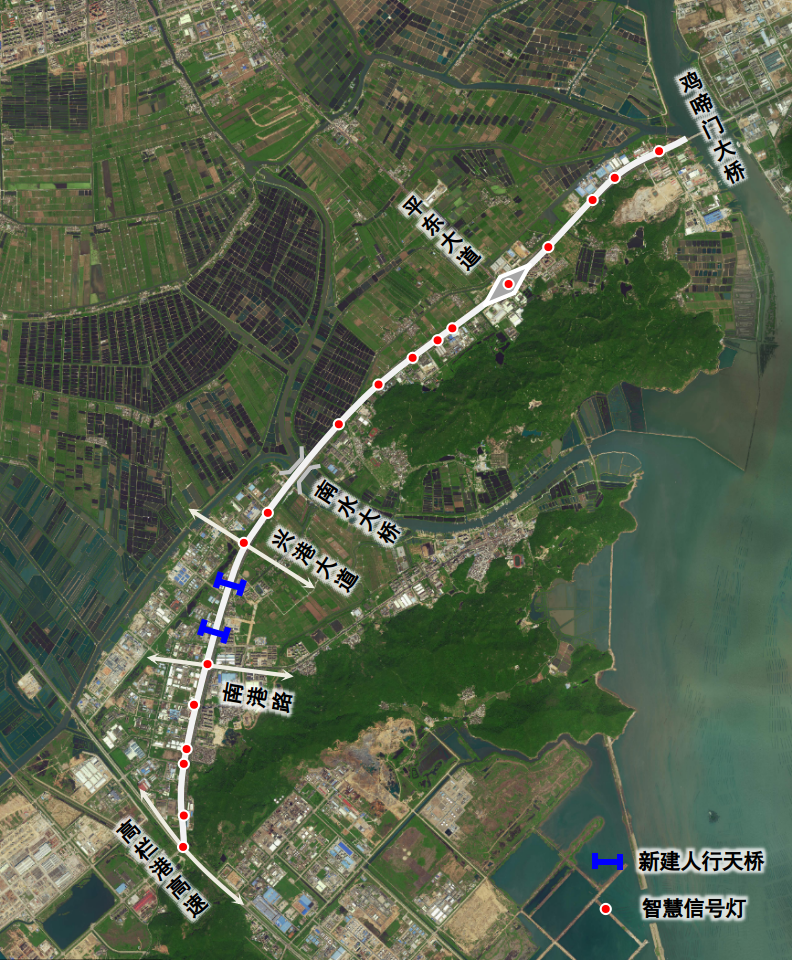 鸡啼门大桥
平东大道
南水大桥
兴港大道
南港路
高栏港高速
新建人行天桥
智慧信号灯